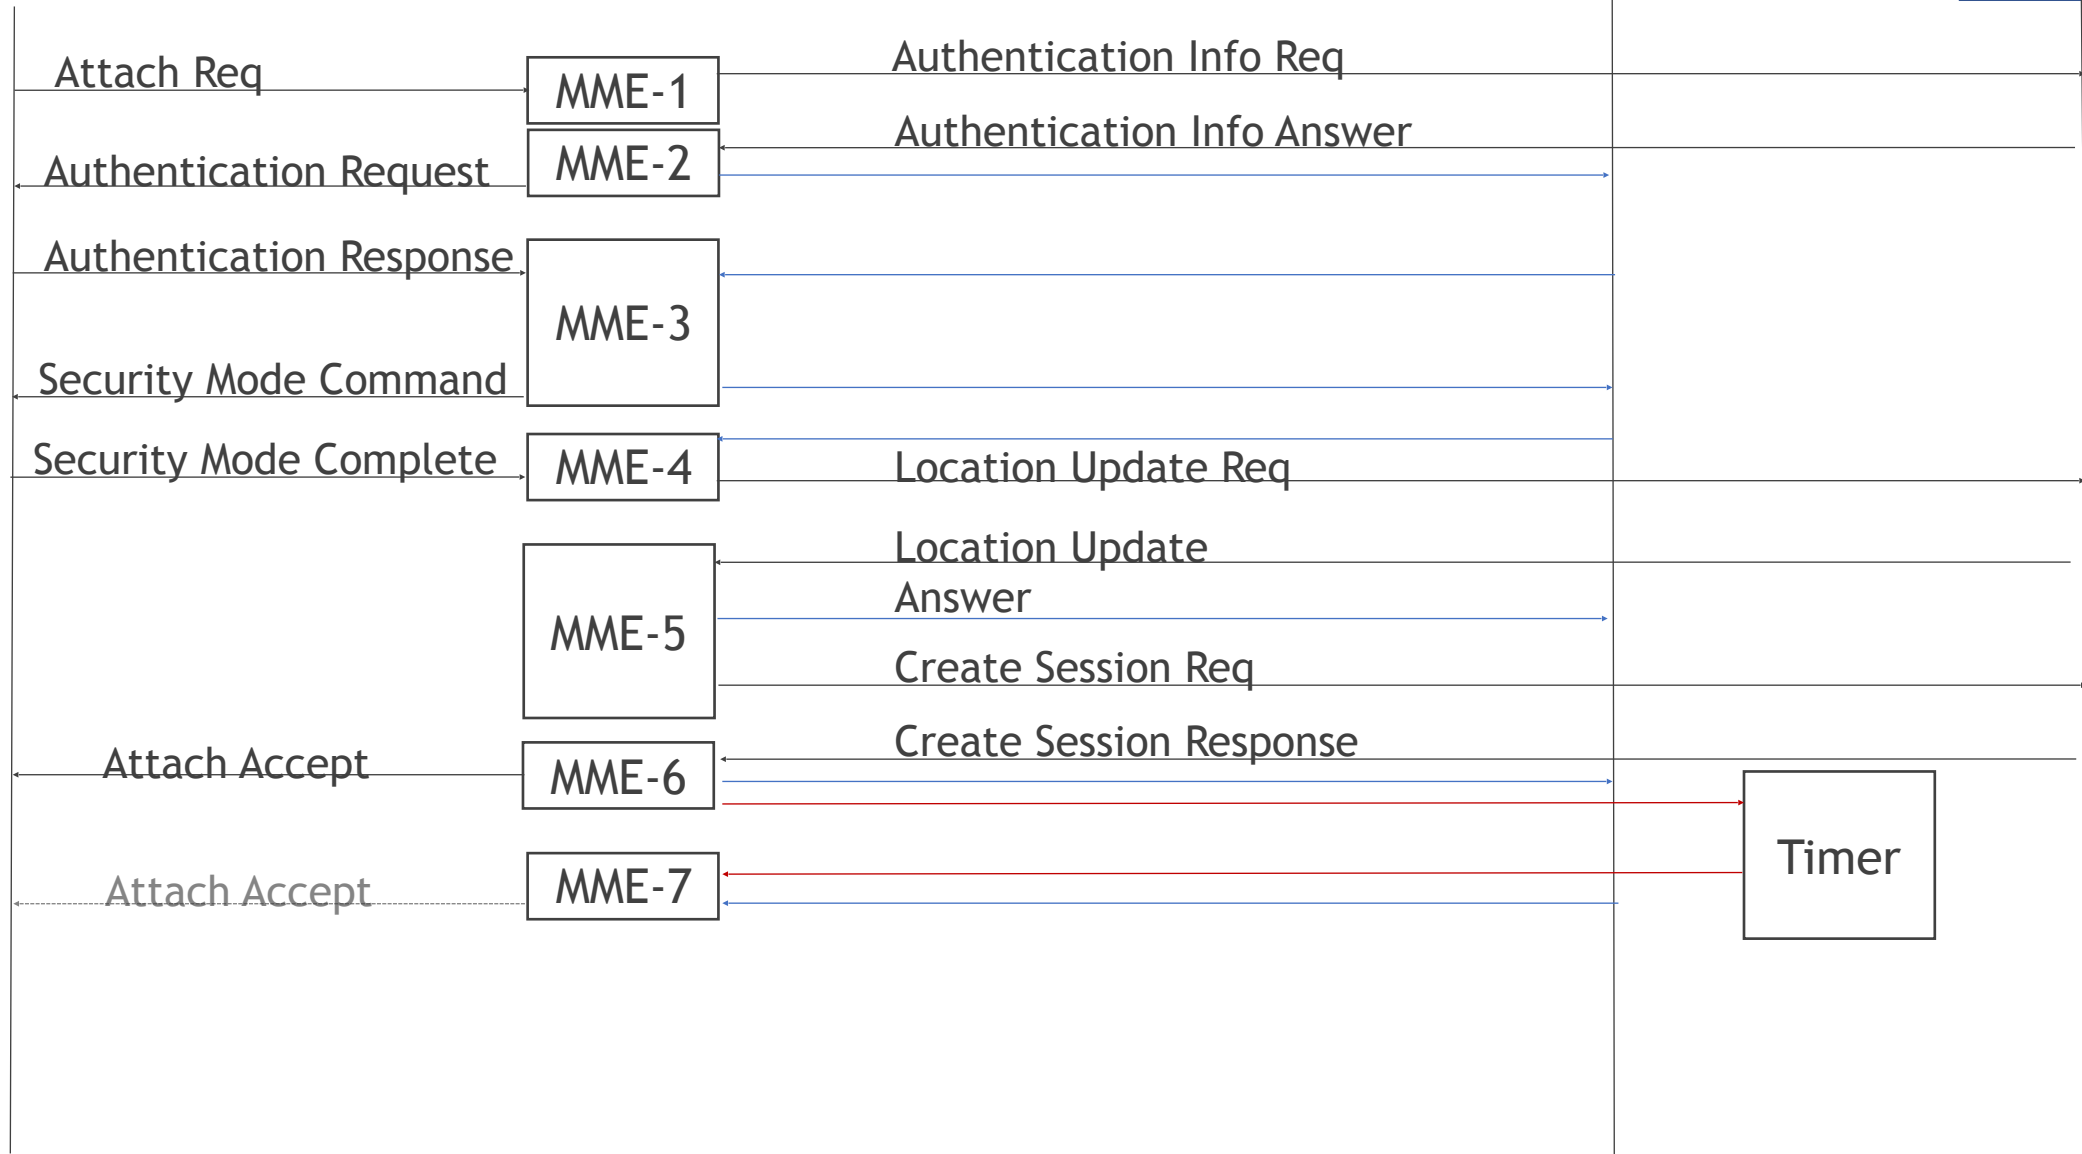 Attach Req
Authentication Info Req
MME-1
Authentication Info Answer
MME-2
Authentication Request
Authentication Response
MME-3
Security Mode Command
Security Mode Complete
MME-4
Location Update Req
Location Update
Answer
MME-5
Create Session Req
Create Session Response
Attach Accept
MME-6
Timer
Attach Accept
MME-7